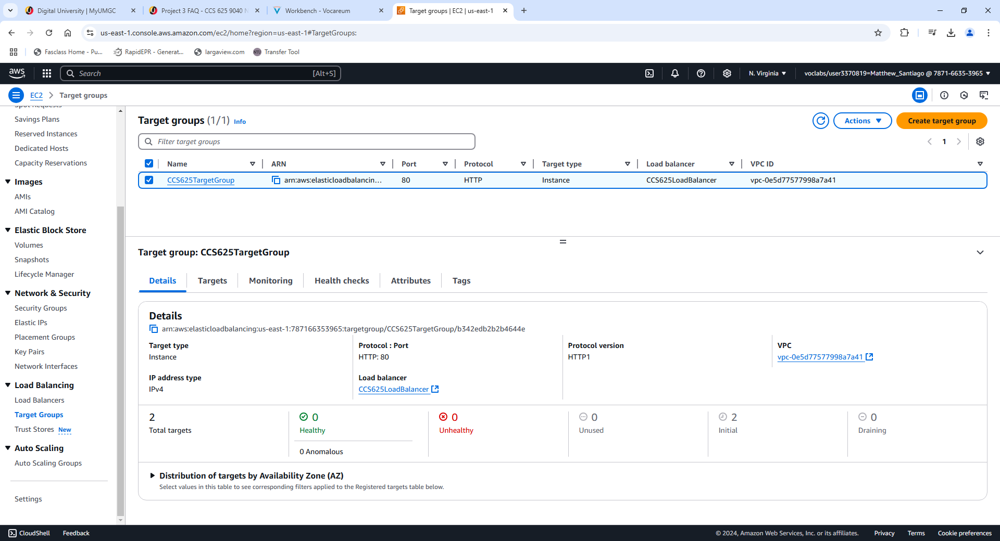 Digital University | MyUMGC
Project 3 FAQ - CCS 625 9040
Workbench - Vocareum
Target groups | EC2 | us-east-1
us-east-1.console.aws.amazon.com/ec2/home?region=us-east-1#TargetGroups:
Fasclass Home - Pu...
RapidEPR - Generat...
largaview.com
NTU
Transfer Tool
aws
Search
[Alt+S]
N. Virginia
voclabs/user3370819=Matthew_Santiago @ 7871-6635-3965
EC2
Target groups
Spot Requests
Savings Plans
Reserved Instances
Dedicated Hosts
Capacity Reservations
Images
AMIs
AMI Catalog
Elastic Block Store
Volumes
Snapshots
Lifecycle Manager
Network & Security
Security Groups
Elastic IPs
Placement Groups
Key Pairs
Network Interfaces
Load Balancing
Load Balancers
Target Groups
Trust Stores New
Auto Scaling
Auto Scaling Groups
Settings
Target groups (1/1) Info
Actions
Create target group
Filter target groups
1
Name ARN Port Protocol Target type Load balancer VPC ID
CCS625TargetGroup arn:aws:elasticloadbalancin... 80 HTTP Instance CCS625LoadBalancer vpc-0e5d77577998a7a41
Target group: CCS625TargetGroup
Details Targets Monitoring Health checks Attributes Tags
Details
arn:aws:elasticloadbalancing:us-east-1:787166353965:targetgroup/CCS625TargetGroup/b342edb2b2b4644e
Target type
Instance
Protocol : Port
HTTP: 80
Protocol version
HTTP1
VPC
vpc-0e5d77577998a7a41
IP address type
IPv4
Load balancer
CCS625LoadBalancer
2
Total targets
0
Healthy
0 Anomalous
0
Unhealthy
0
Unused
2
Initial
0
Draining
Distribution of targets by Availability Zone (AZ)
Select values in this table to see corresponding filters applied to the Registered targets table below.
CloudShell
Feedback
© 2024, Amazon Web Services, Inc. or its affiliates.
Privacy
Terms
Cookie preferences